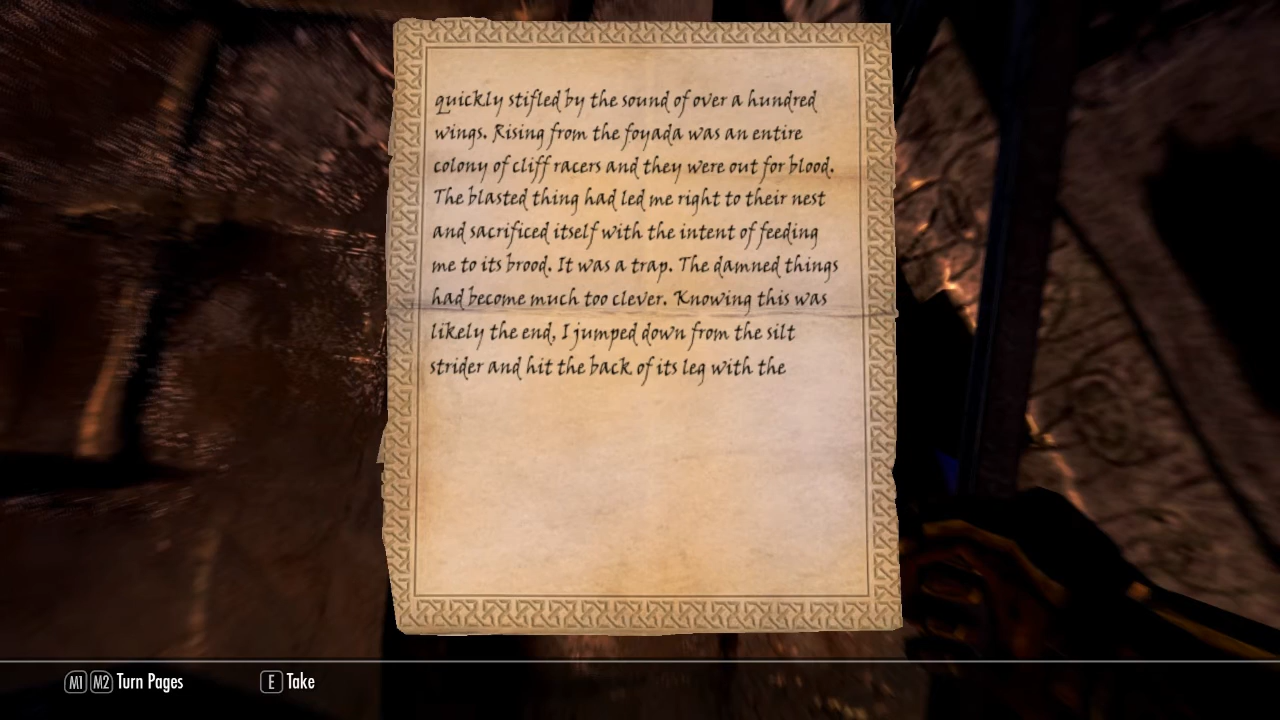 quickly stifled by the sound of over a hundred
wings. Rising from the foyada was an entire
colony of cliff racers and they were out for blood.
The blasted thing had led me right to their nest
and sacrificed itself with the intent of feeding
me to its brood. It was a trap. The damned things
had become much too clever. Knowing this was
likely the end, I jumped down from the silt
strider and hit the back of its leg with the
M1 M2 Turn Pages
E Take